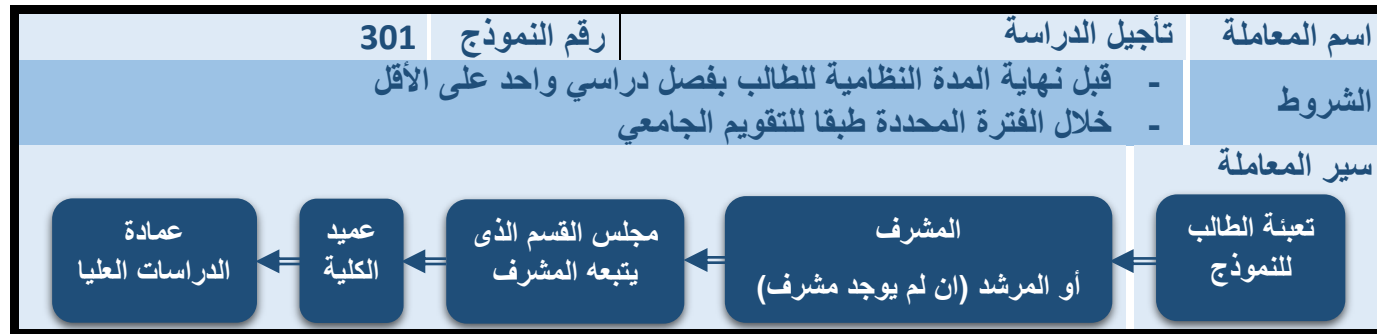 اسم المعاملة تأجيل الدراسة رقم النموذج 301
الشروط
- قبل نهاية المدة النظامية للطالب بفصل دراسي واحد على الأقل
- خلال الفترة المحددة طبقا للتقويم الجامعي
سير المعاملة
تعبئة الطالب
للنموذج
المشرف
أو المرشد (ان لم يوجد مشرف)
مجلس القسم الذى
يتبعه المشرف
عميد
الكلية
عمادة
الدراسات العليا